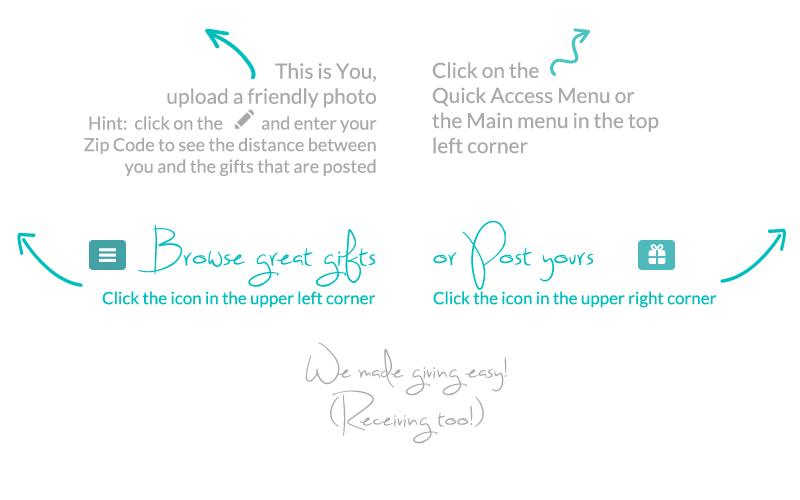 This is You,
upload a friendly photo
Hint: click on the and enter your
Zip Code to see the distance between
you and the gifts that are posted
Click on the
Quick Access Menu or
the Main menu in the top
left corner
Browse great gifts
Click the icon in the upper left corner
or Post yours
Click the icon in the upper right corner
We made giving easy!
(Receiving too!)